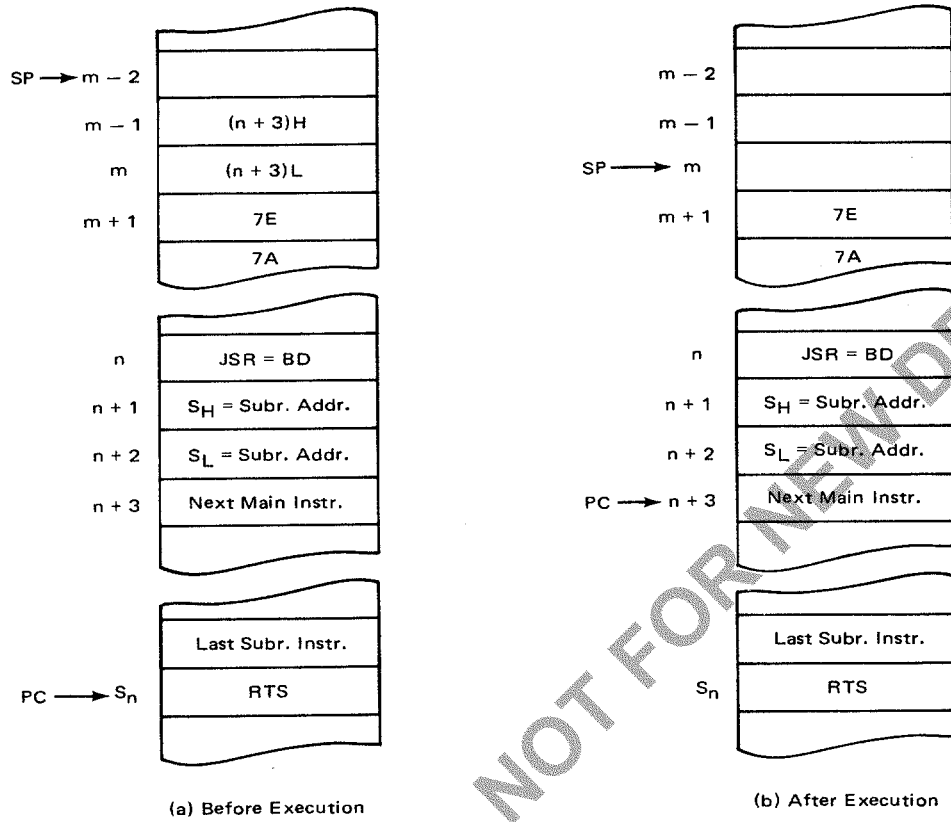 SP m – 2
m – 1 (n + 3)H
m (n + 3)L
m + 1 7E
7A
n JSR = BD
n + 1 SH = Subr. Addr.
n + 2 SL = Subr. Addr.
n + 3 Next Main Instr.
Last Subr. Instr.
PC Sn RTS
(a) Before Execution
m – 2
m – 1
SP m
m + 1 7E
7A
n JSR = BD
n + 1 SH = Subr. Addr.
n + 2 SL = Subr. Addr.
PC n + 3 Next Main Instr.
Last Subr. Instr.
Sn RTS
(b) After Execution
NOT FOR NEW